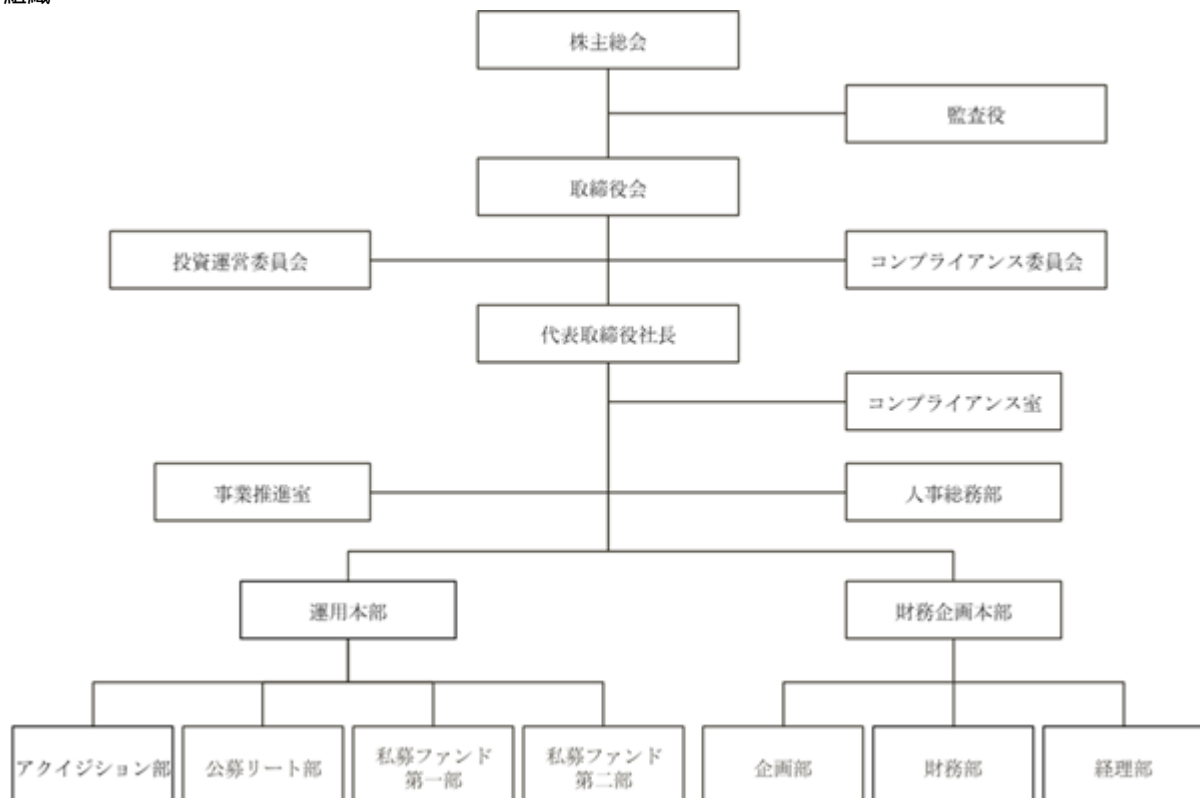 組織
株主総会
監査役
取締役会
投資運営委員会
コンプライアンス委員会
代表取締役社長
コンプライアンス室
事業推進室
人事総務部
運用本部
財務企画本部
アクイジション部
公募リート部
私募ファンド
第一部
私募ファンド
第二部
企画部
財務部
経理部